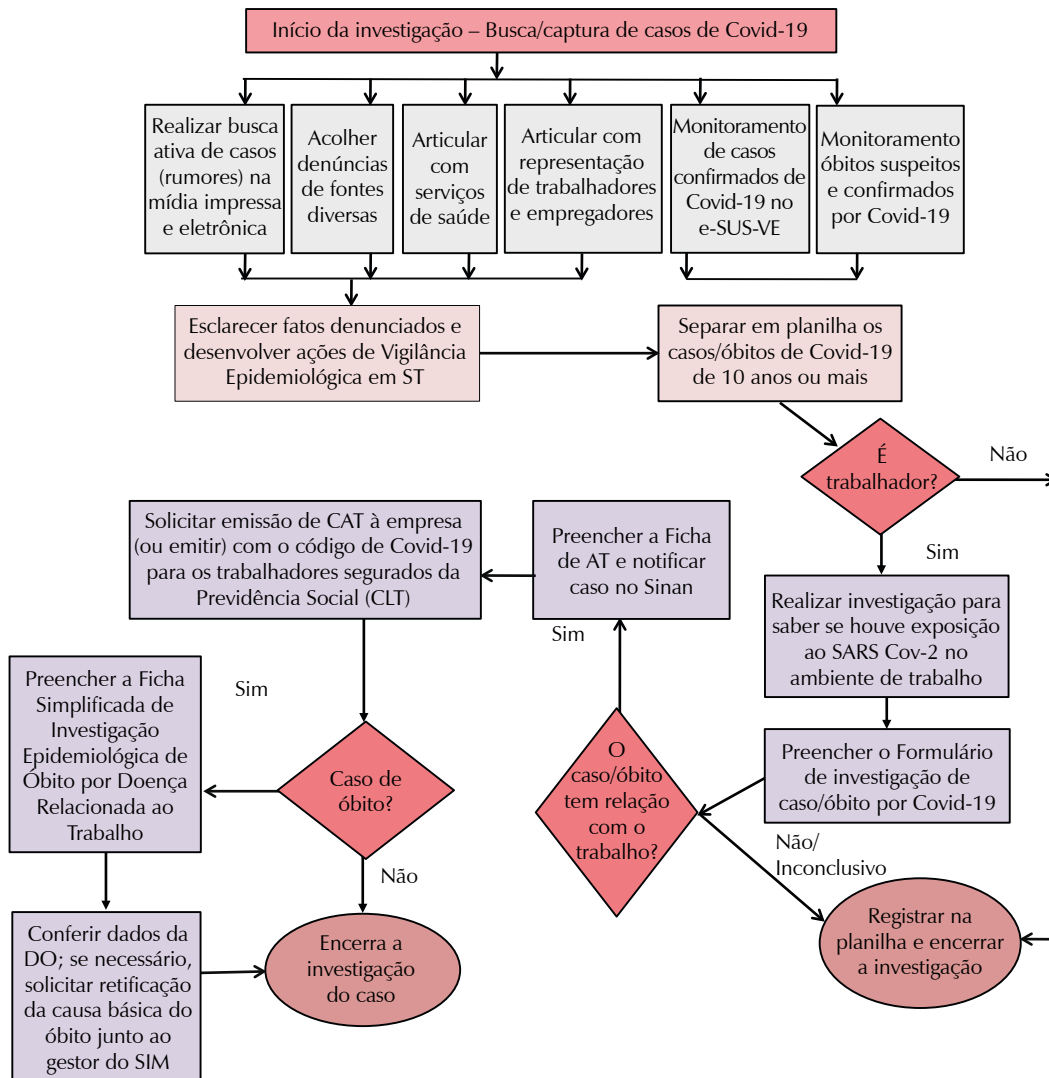 Início da investigação – Busca/captura de casos de Covid-19
Realizar busca
ativa de casos
(rumores) na
mídia impressa
e eletrônica
Acolher
denúncias
de fontes
diversas
Articular
com
serviços
de saúde
Articular com
representação
de trabalhadores
e empregadores
Monitoramento
de casos
confirmados de
Covid-19 no
e-SUS-VE
Monitoramento
óbitos suspeitos
e confirmados
por Covid-19
Esclarecer fatos denunciados e
desenvolver ações de Vigilância
Epidemiológica em ST
Separar em planilha os
casos/óbitos de Covid-19
de 10 anos ou mais
É
trabalhador?
Não
Sim
Realizar investigação para
saber se houve exposição
ao SARS Cov-2 no
ambiente de trabalho
Preencher o Formulário
de investigação de
caso/óbito por Covid-19
O
caso/óbito
tem relação
com o
trabalho?
Não/
Inconclusivo
Registrar na
planilha e encerrar
a investigação
Sim
Preencher a Ficha
de AT e notificar
caso no Sinan
Solicitar emissão de CAT à empresa
(ou emitir) com o código de Covid-19
para os trabalhadores segurados da
Previdência Social (CLT)
Caso de
óbito?
Sim
Preencher a Ficha
Simplificada de
Investigação
Epidemiológica de
Óbito por Doença
Relacionada ao
Trabalho
Conferir dados da
DO; se necessário,
solicitar retificação
da causa básica do
óbito junto ao
gestor do SIM
Não
Encerra a
investigação
do caso